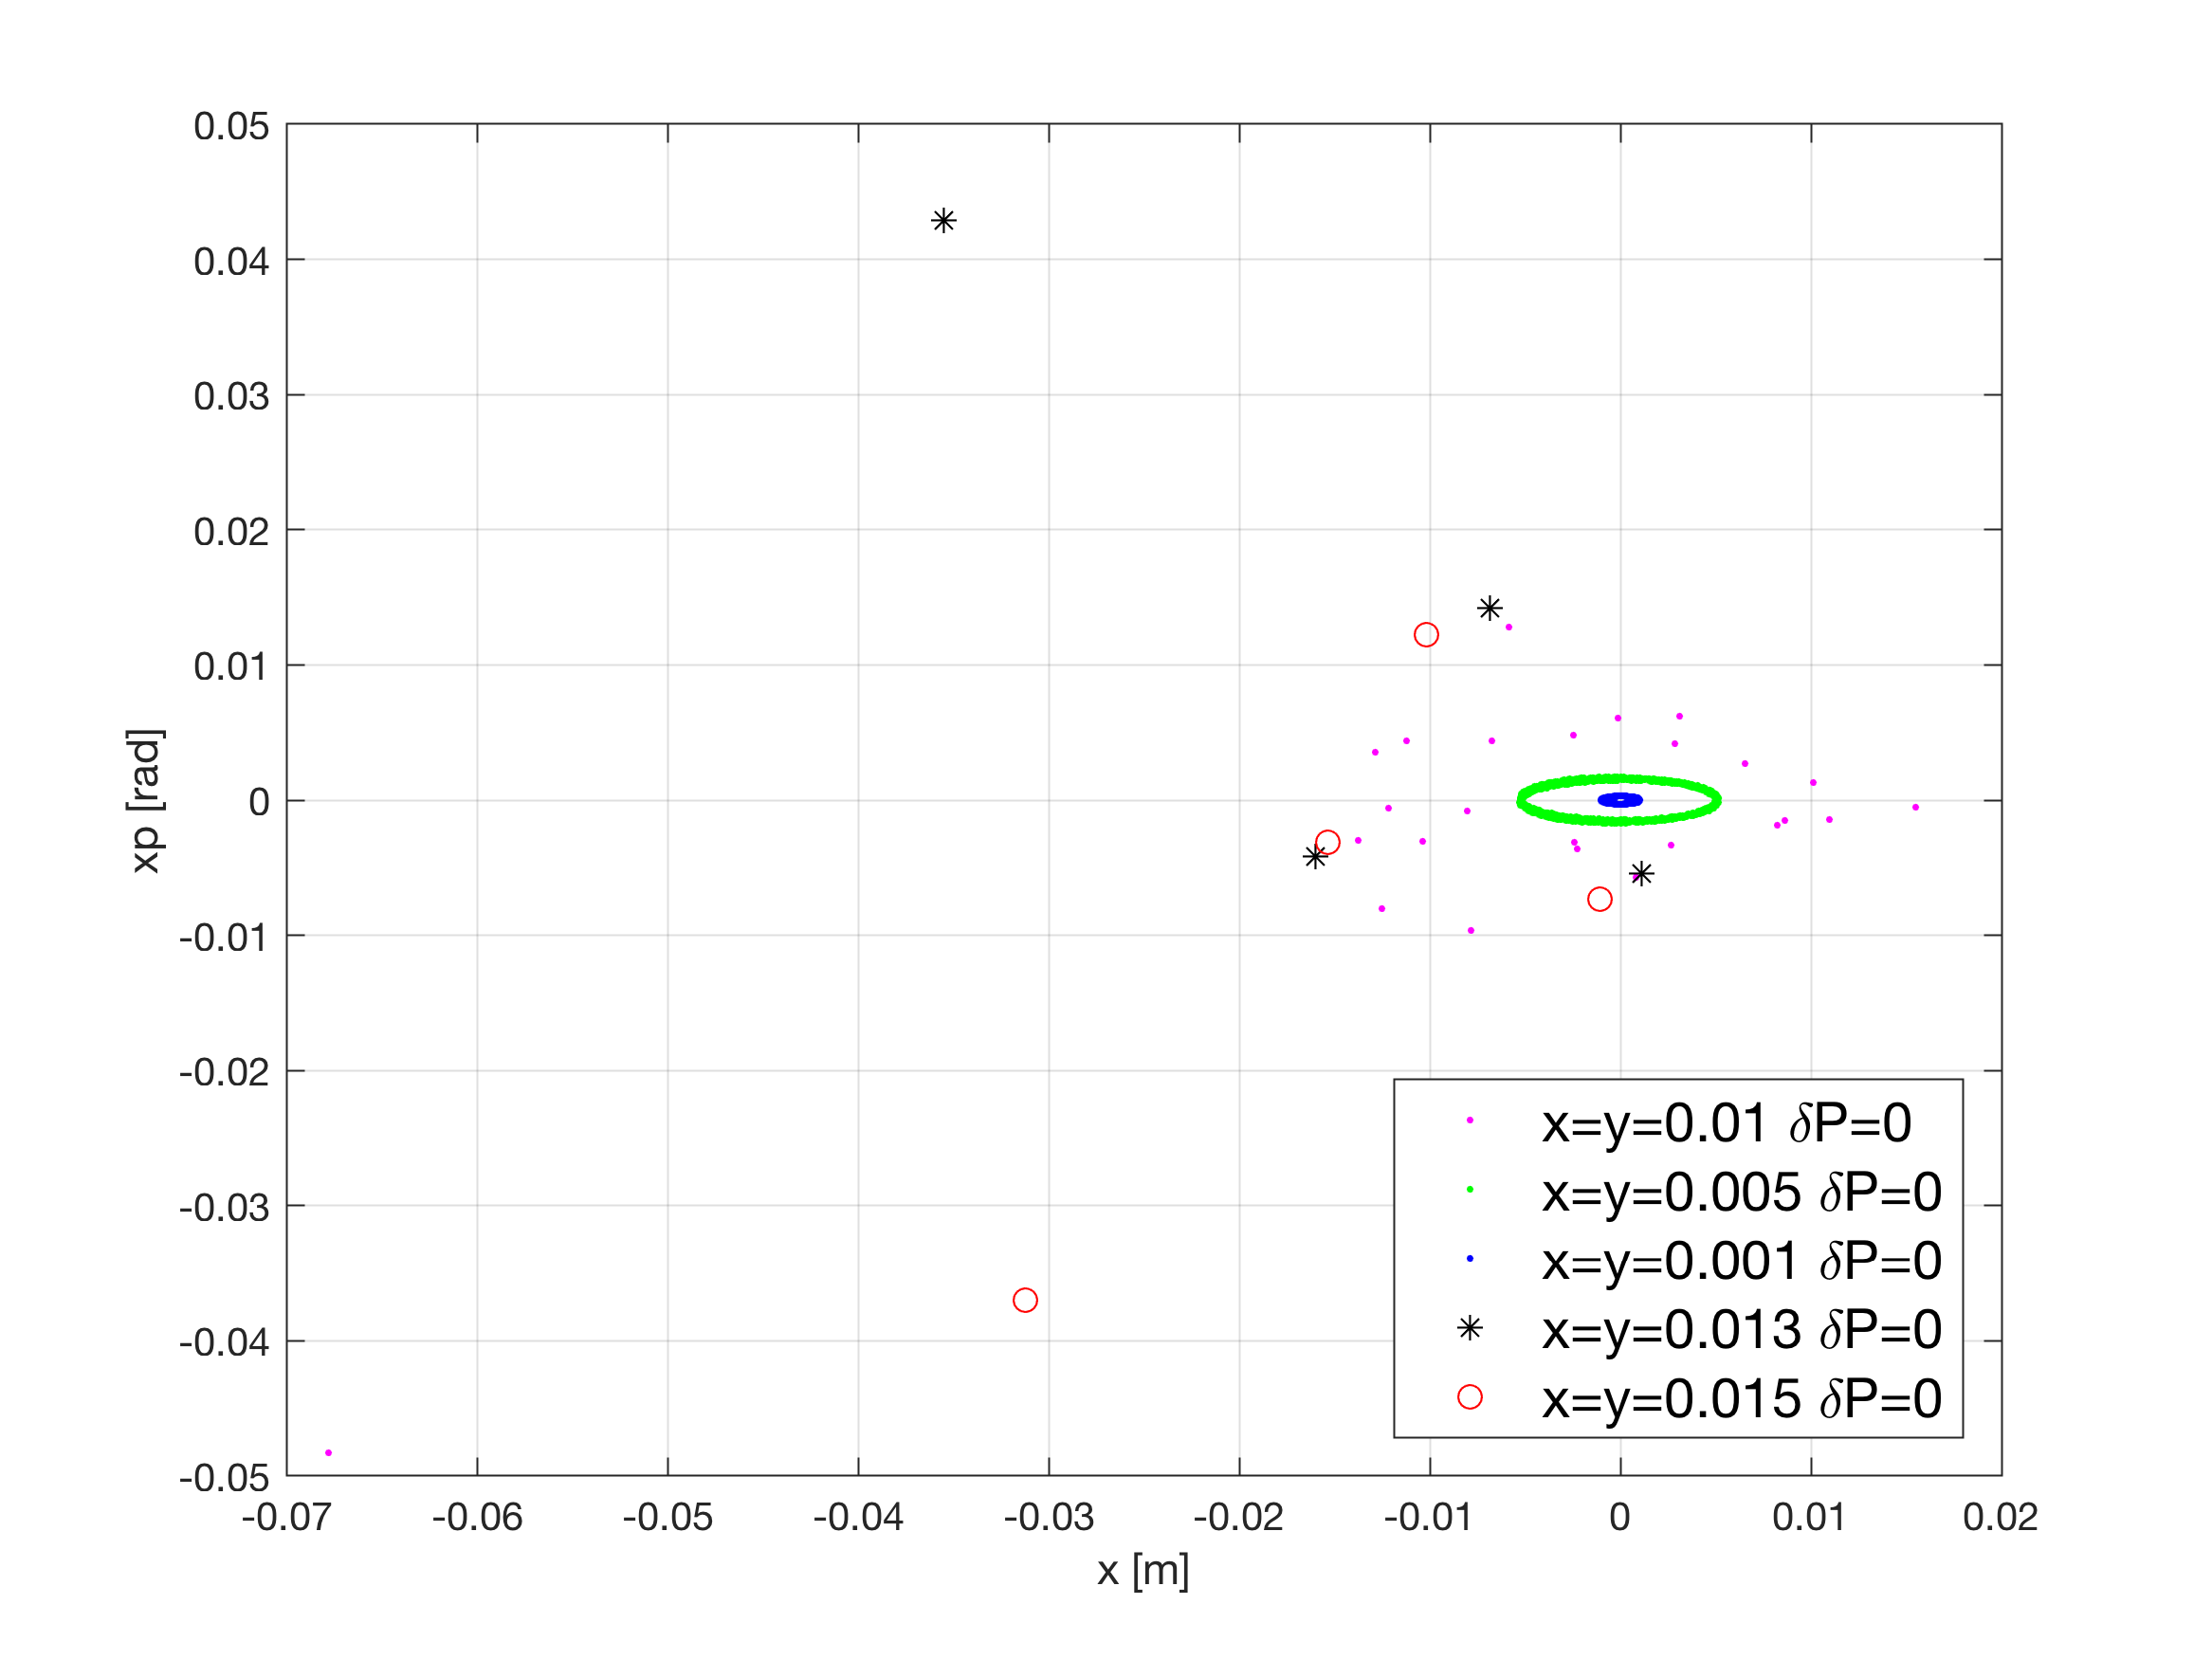 0.05
0.04
0.03
0.02
0.01
0
-0.01
-0.02
-0.03
-0.04
-0.05
xp [rad]
-0.07 -0.06 -0.05 -0.04 -0.03 -0.02 -0.01 0 0.01 0.02
x [m]
x=y=0.01 δP=0
x=y=0.005 δP=0
x=y=0.001 δP=0
x=y=0.013 δP=0
x=y=0.015 δP=0